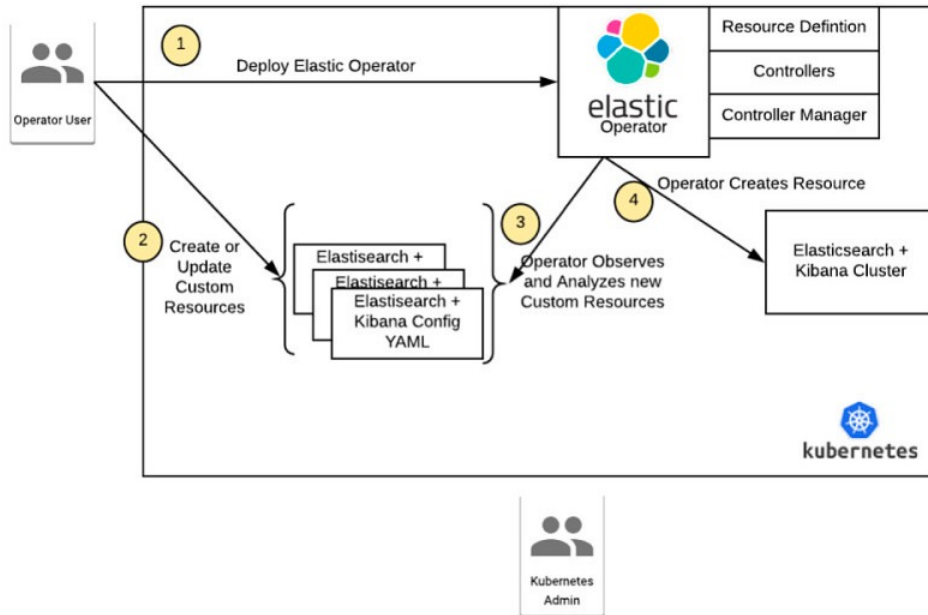 1
Deploy Elastic Operator
Operator User
elastic
Operator
Resource Defintion
Controllers
Controller Manager
2
Create or
Update
Custom
Resources
Elastisearch +
Elastisearch +
Elastisearch +
Kibana Config
YAML
3
Operator Observes
and Analyzes new
Custom Resources
4
Operator Creates Resource
Elasticsearch +
Kibana Cluster
kubernetes
Kubernetes
Admin